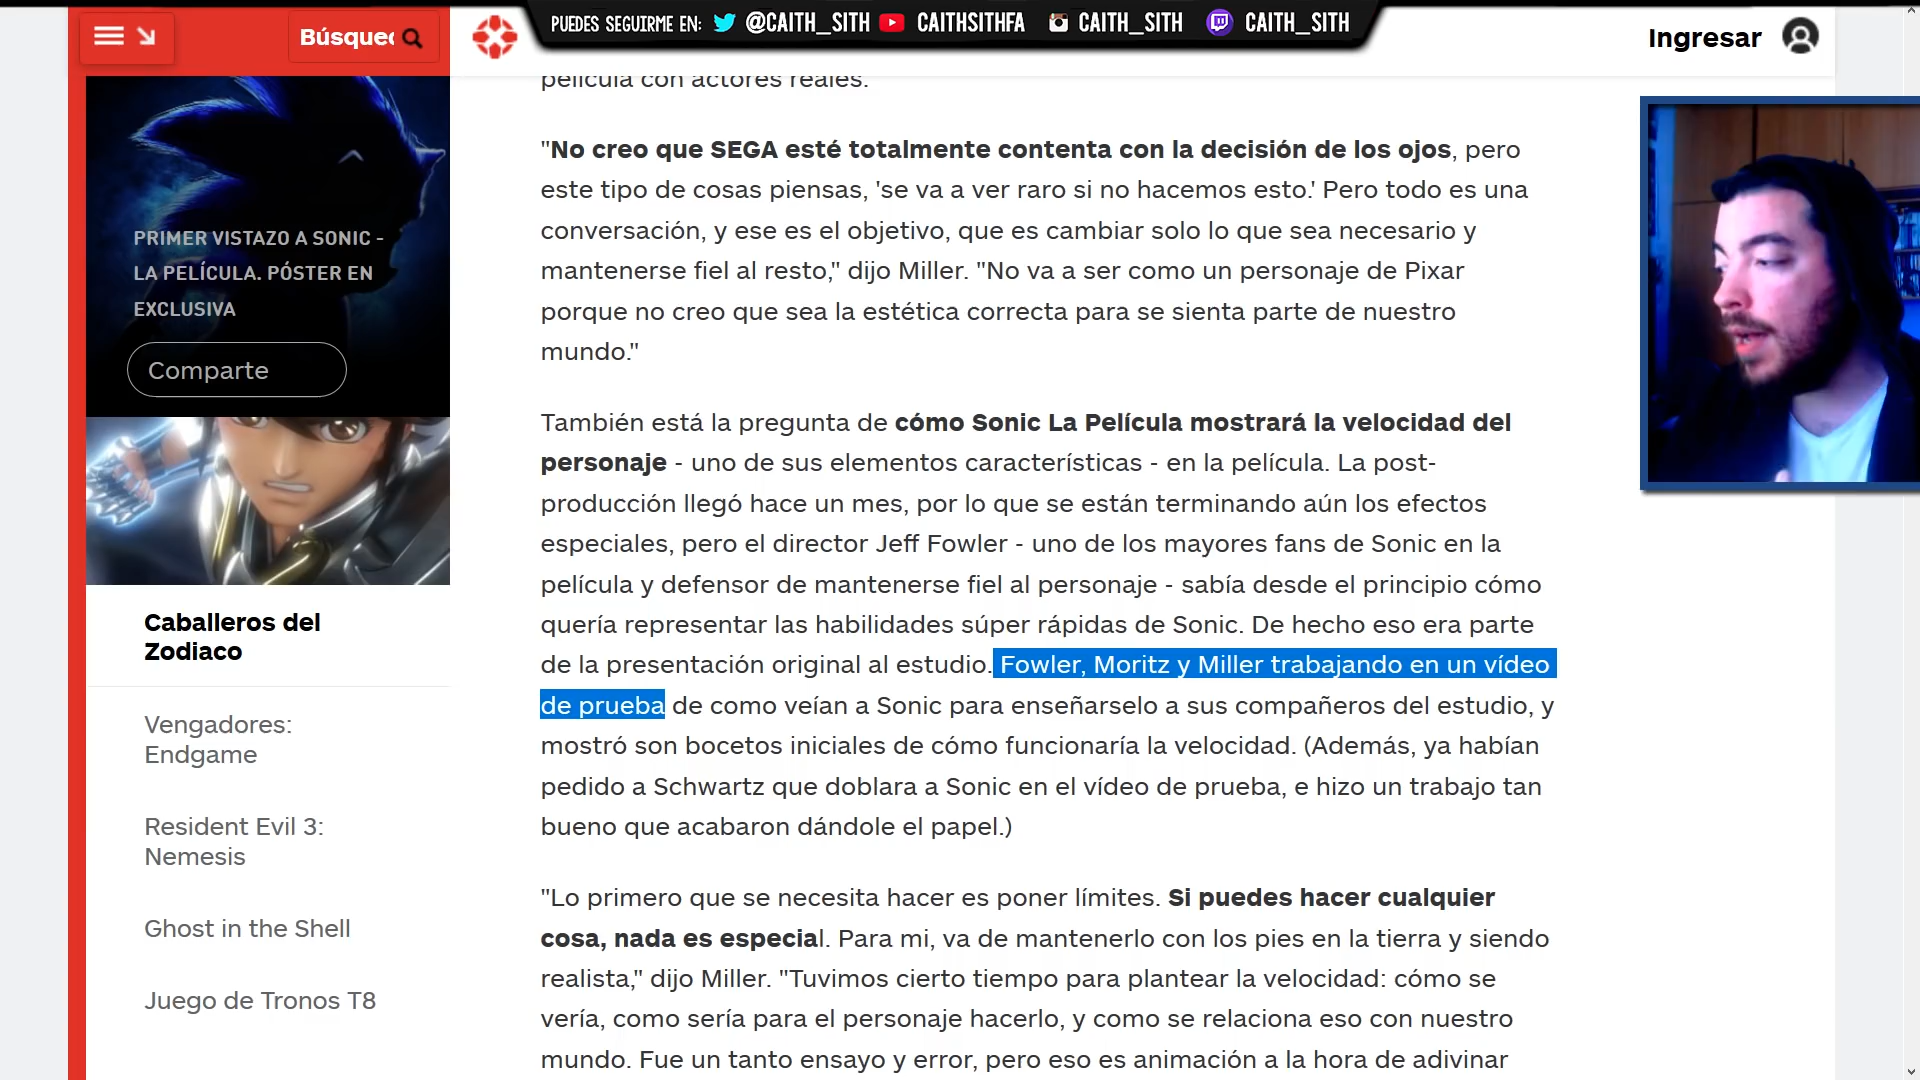 PUEDES SEGUIRME EN: @CAITH_SITH CAITHSITHFA CAITH_SITH CAITH_SITH
Búsque
Ingresar
PRIMER VISTAZO A SONIC -
LA PELÍCULA. PÓSTER EN
EXCLUSIVA
Comparte
Caballeros del
Zodiaco
Vengadores:
Endgame
Resident Evil 3:
Nemesis
Ghost in the Shell
Juego de Tronos T8
película con actores reales.
"No creo que SEGA esté totalmente contenta con la decisión de los ojos, pero
este tipo de cosas piensas, 'se va a ver raro si no hacemos esto.' Pero todo es una
conversación, y ese es el objetivo, que es cambiar solo lo que sea necesario y
mantenerse fiel al resto," dijo Miller. "No va a ser como un personaje de Pixar
porque no creo que sea la estética correcta para se sienta parte de nuestro
mundo."
También está la pregunta de cómo Sonic La Película mostrará la velocidad del
personaje - uno de sus elementos característicos - en la película. La post-
producción llegó hace un mes, por lo que se están terminando aún los efectos
especiales, pero el director Jeff Fowler - uno de los mayores fans de Sonic en la
película y defensor de mantenerse fiel al personaje - sabía desde el principio cómo
quería representar las habilidades súper rápidas de Sonic. De hecho eso era parte
de la presentación original al estudio. Fowler, Moritz y Miller trabajando en un vídeo
de prueba de como veían a Sonic para enseñarselo a sus compañeros del estudio, y
mostró son bocetos iniciales de cómo funcionaría la velocidad. (Además, ya habían
pedido a Schwartz que doblara a Sonic en el vídeo de prueba, e hizo un trabajo tan
bueno que acabaron dándole el papel.)
"Lo primero que se necesita hacer es poner límites. Si puedes hacer cualquier
cosa, nada es especial. Para mi, va de mantenerlo con los pies en la tierra y siendo
realista," dijo Miller. "Tuvimos cierto tiempo para plantear la velocidad: cómo se
vería, como sería para el personaje hacerlo, y como se relaciona eso con nuestro
mundo. Fue un tanto ensayo y error, pero eso es animación a la hora de adivinar